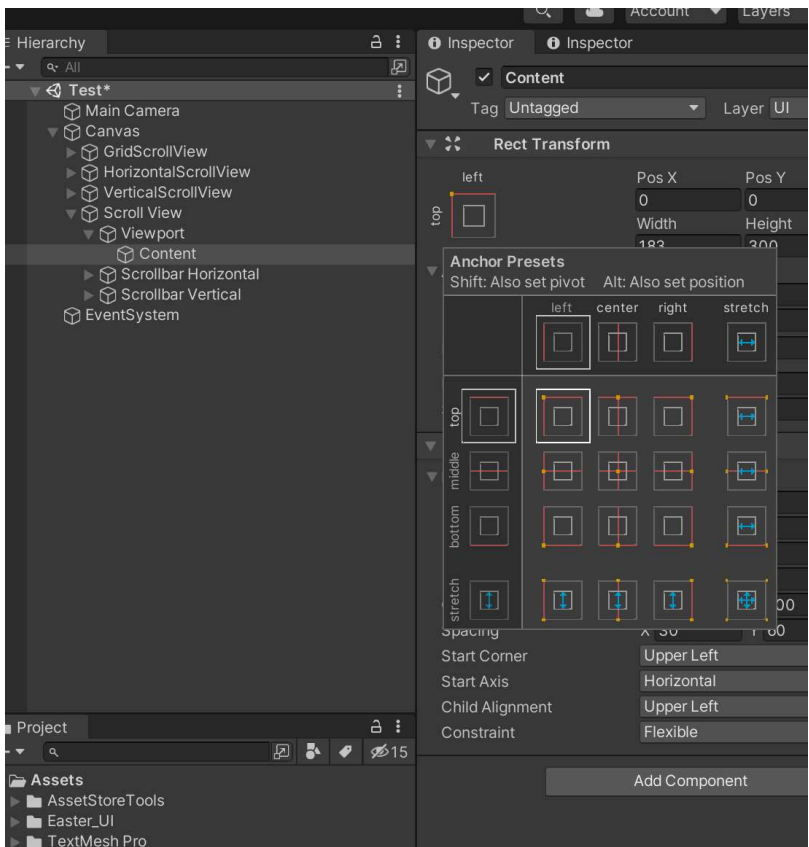 Account
Layers
Hierarchy
All
Test*
Main Camera
Canvas
GridScrollView
HorizontalScrollView
VerticalScrollView
Scroll View
Viewport
Content
Scrollbar Horizontal
Scrollbar Vertical
EventSystem
Project
15
Assets
AssetStoreTools
Easter_UI
TextMesh Pro
Inspector
Inspector
Content
Tag Untagged Layer UI
Rect Transform
left Pos X Pos Y
top 0 0
Width Height
183 300
Anchor Presets
Shift: Also set pivot Alt: Also set position
left center right stretch
top
middle
bottom
stretch
Spacing X 30 Y 60
Start Corner Upper Left
Start Axis Horizontal
Child Alignment Upper Left
Constraint Flexible
Add Component